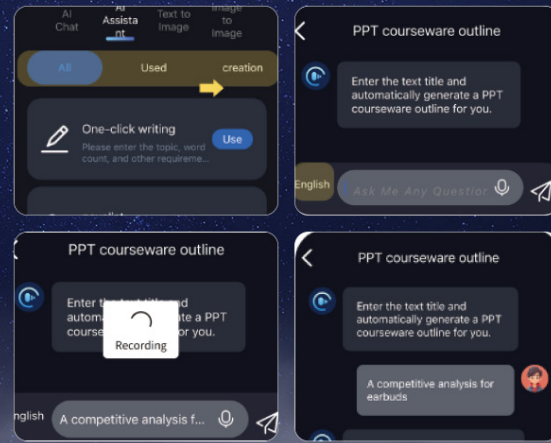 AI
Chat
AI
Assista
nt
Text to
Image
Image
to
Image
All
Used
creation
One-click writing
Please enter the topic, word
count, and other requireme...
Use
PPT courseware outline
Enter the text title and
automatically generate a PPT
courseware outline for you.
English
Ask Me Any Question
PPT courseware outline
Enter the text title and
automatically generate a PPT
courseware outline for you.
Recording
nglish
A competitive analysis f...
PPT courseware outline
Enter the text title and
automatically generate a PPT
courseware outline for you.
A competitive analysis for
earbuds